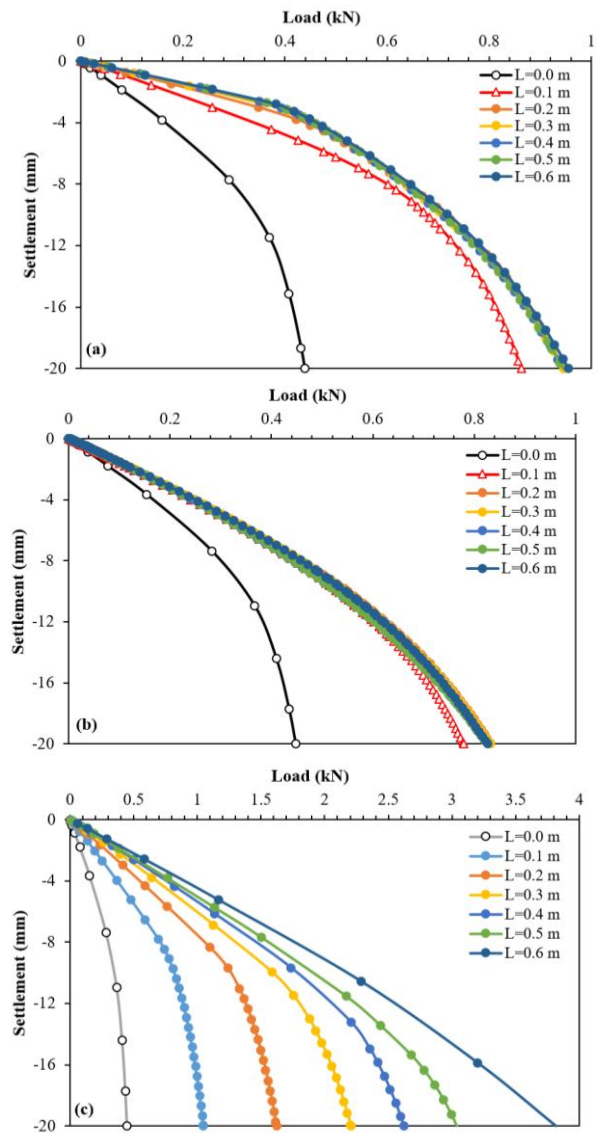 Load (kN)
0 0.2 0.4 0.6 0.8 1
0
-4
-8
-12
-16
-20
Settlement (mm)
L=0.0 m
L=0.1 m
L=0.2 m
L=0.3 m
L=0.4 m
L=0.5 m
L=0.6 m
(a)
Load (kN)
0 0.2 0.4 0.6 0.8 1
0
-4
-8
-12
-16
-20
Settlement (mm)
L=0.0 m
L=0.1 m
L=0.2 m
L=0.3 m
L=0.4 m
L=0.5 m
L=0.6 m
(b)
Load (kN)
0 0.5 1 1.5 2 2.5 3 3.5 4
0
-4
-8
-12
-16
-20
Settlement (mm)
L=0.0 m
L=0.1 m
L=0.2 m
L=0.3 m
L=0.4 m
L=0.5 m
L=0.6 m
(c)